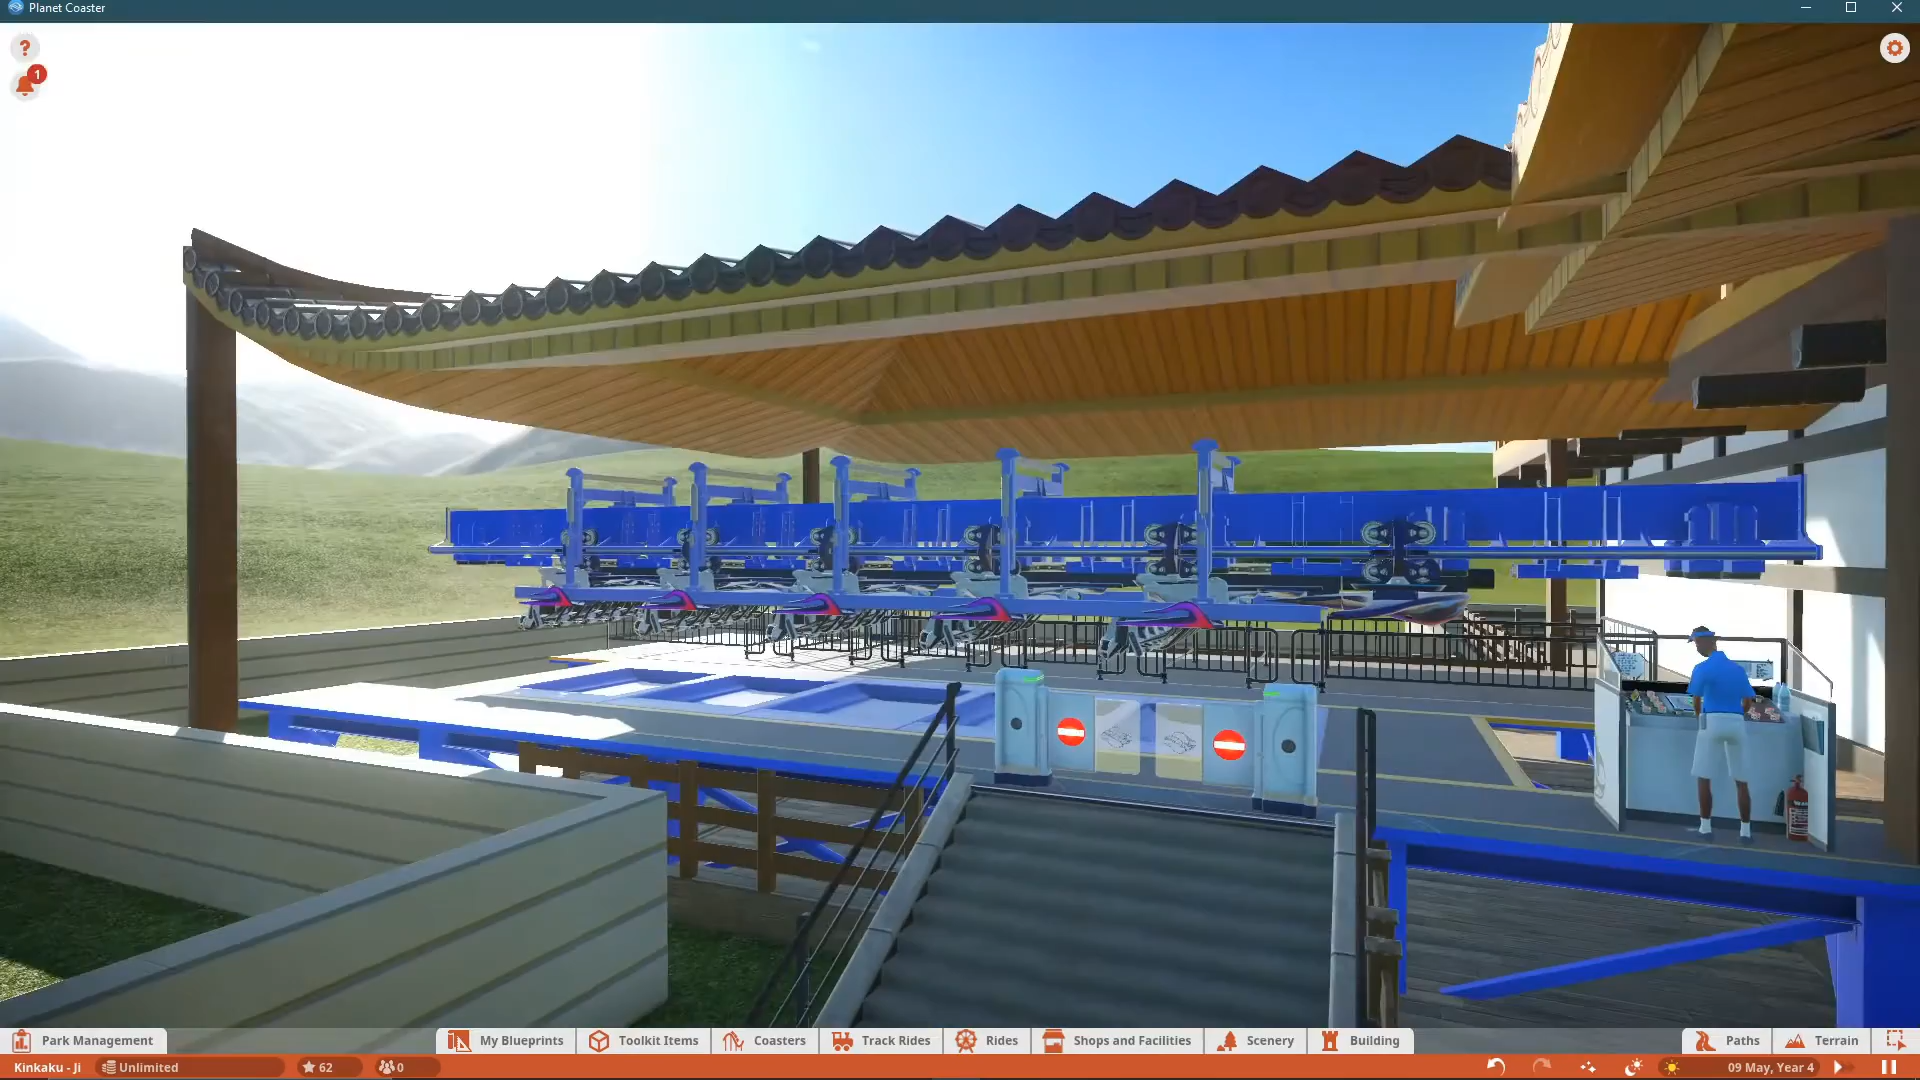 Planet Coaster
?
1
Park Management
My Blueprints
Toolkit Items
Coasters
Track Rides
Rides
Shops and Facilities
Scenery
Building
Paths
Terrain
Kinkaku - Ji
Unlimited
62
0
09 May, Year 4